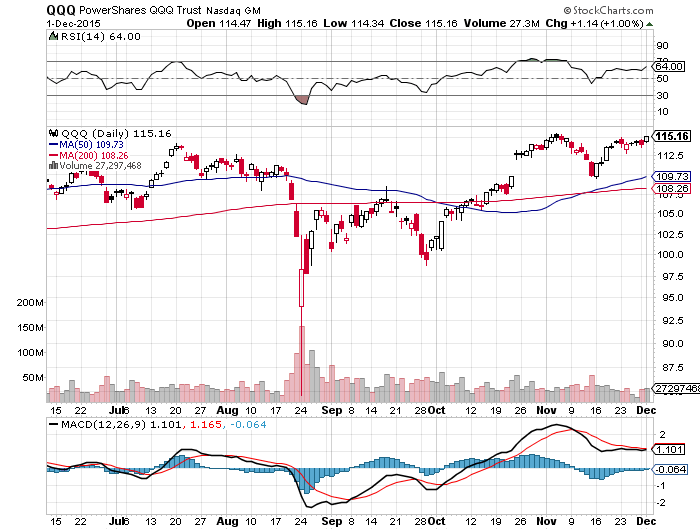 QQQ PowerShares QQQ Trust Nasdaq GM © StockCharts.com
1-Dec-2015 Open 114.47 High 115.16 Low 114.34 Close 115.16 Volume 27.3M Chg +1.14 (+1.00%)
RSI(14) 64.00
90
70
64.00
50
30
10
QQQ (Daily) 115.16
MA(50) 109.73
MA(200) 108.26
Volume 27,297,468
115.16
112.5
109.73
108.26
107.5
105.0
102.5
100.0
97.5
95.0
92.5
90.0
87.5
200M
150M
100M
50M
27297468
15 22 Jul 6 13 20 27 Aug 10 17 24 Sep 8 14 21 28 Oct 12 19 26 Nov 9 16 23 Dec
MACD(12,26,9) 1.101, 1.165, -0.064
2
1.101
-0.064
-1
-2
15 22 Jul 6 13 20 27 Aug 10 17 24 Sep 8 14 21 28 Oct 12 19 26 Nov 9 16 23 Dec